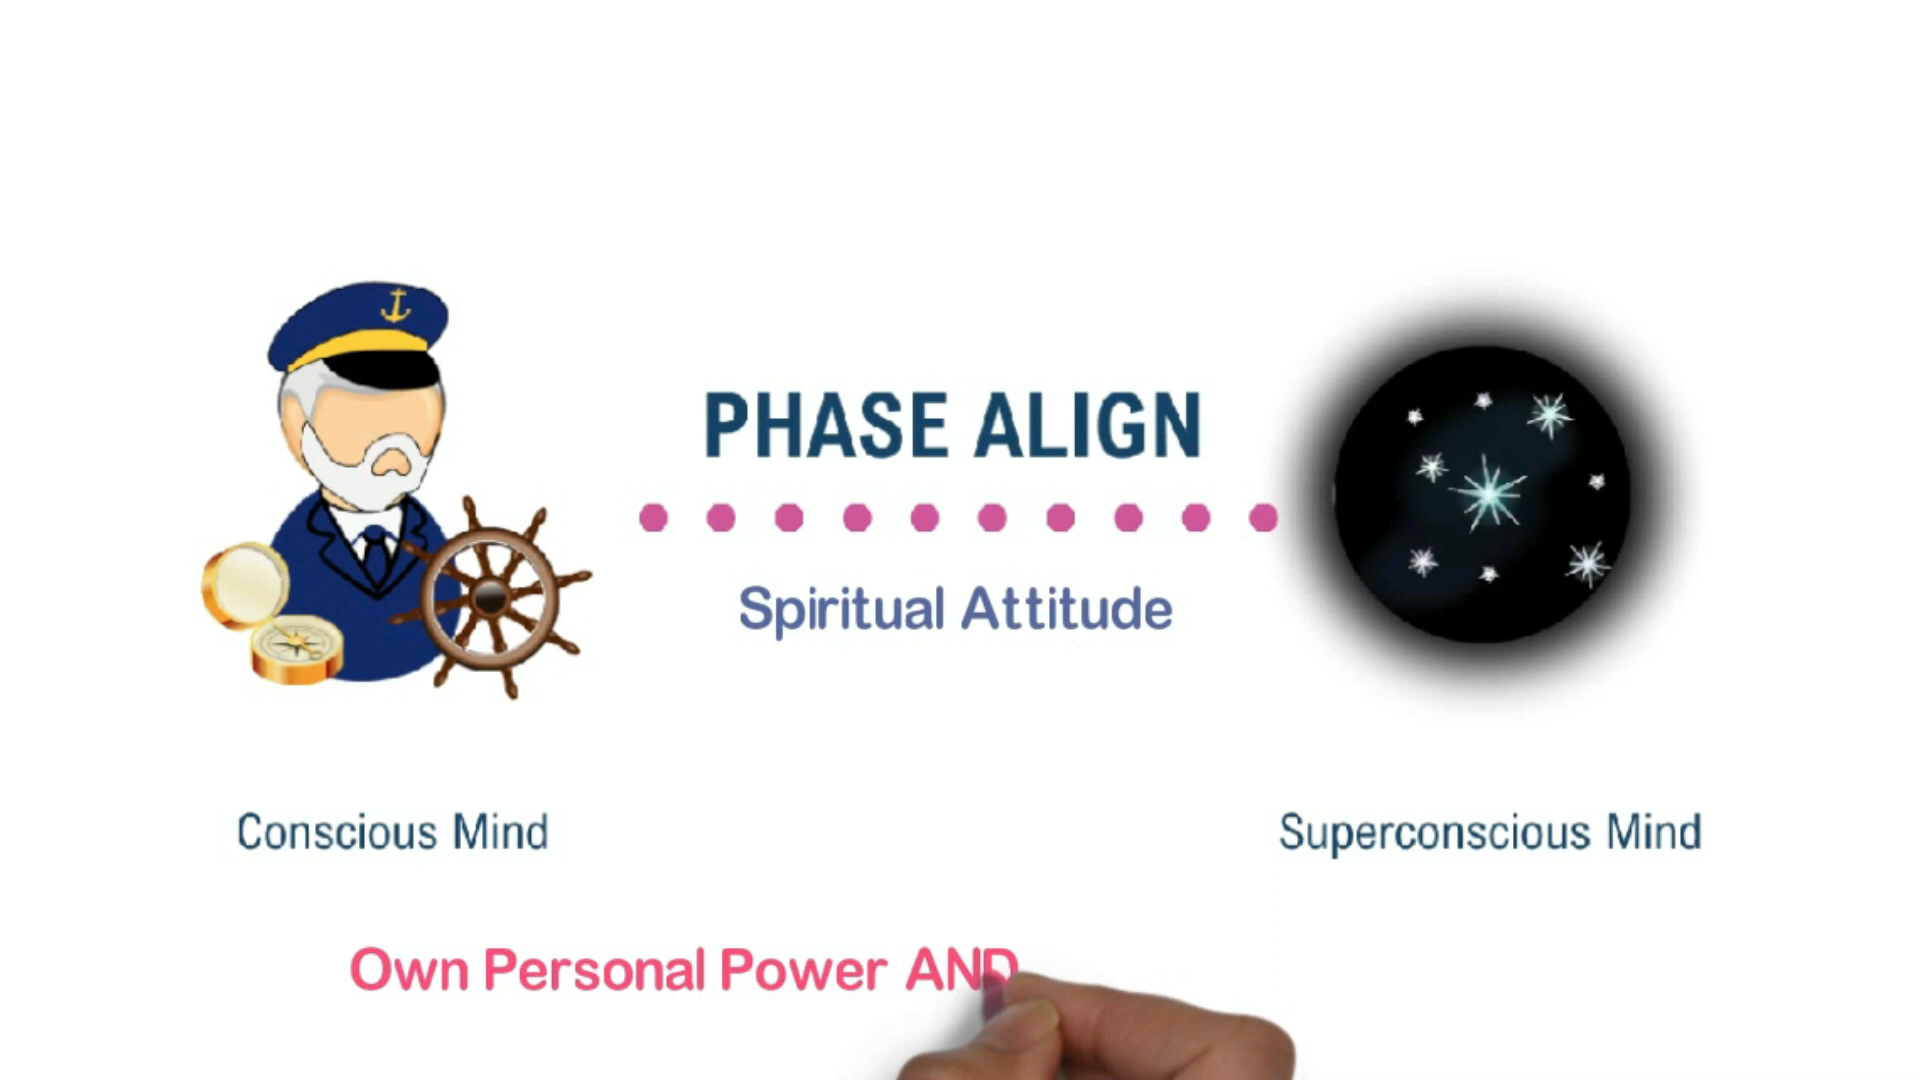 PHASE ALIGN
Spiritual Attitude
Conscious Mind
Superconscious Mind
Own Personal Power AND